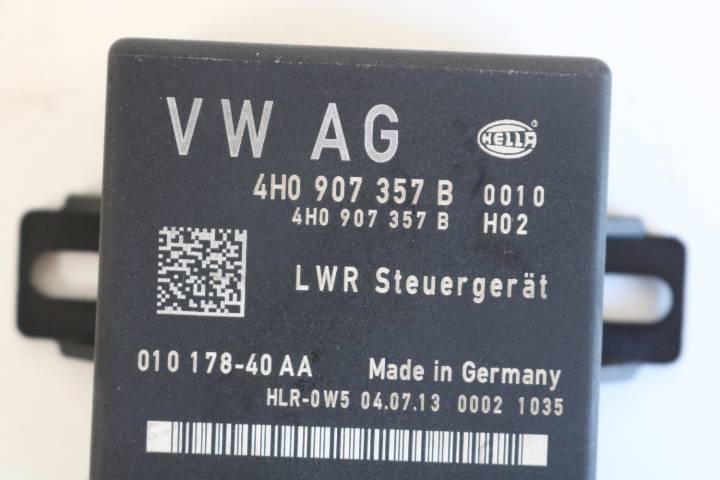 VW AG
HELLA
4H0 907 357 B 0010
4H0 907 357 B H02
LWR Steuergerät
010 178-40 AA Made in Germany
HLR-0W5 04.07.13 0002 1035